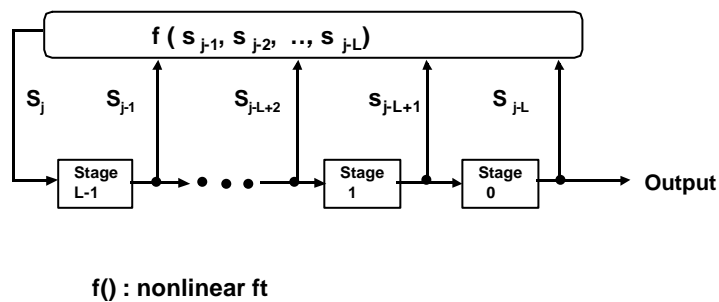 f ( s j-1, s j-2, .., s j-L)
Sj Sj-1 Sj-L+2 sj-L+1 S j-L
Stage L-1
Stage 1
Stage 0
Output
f() : nonlinear ft